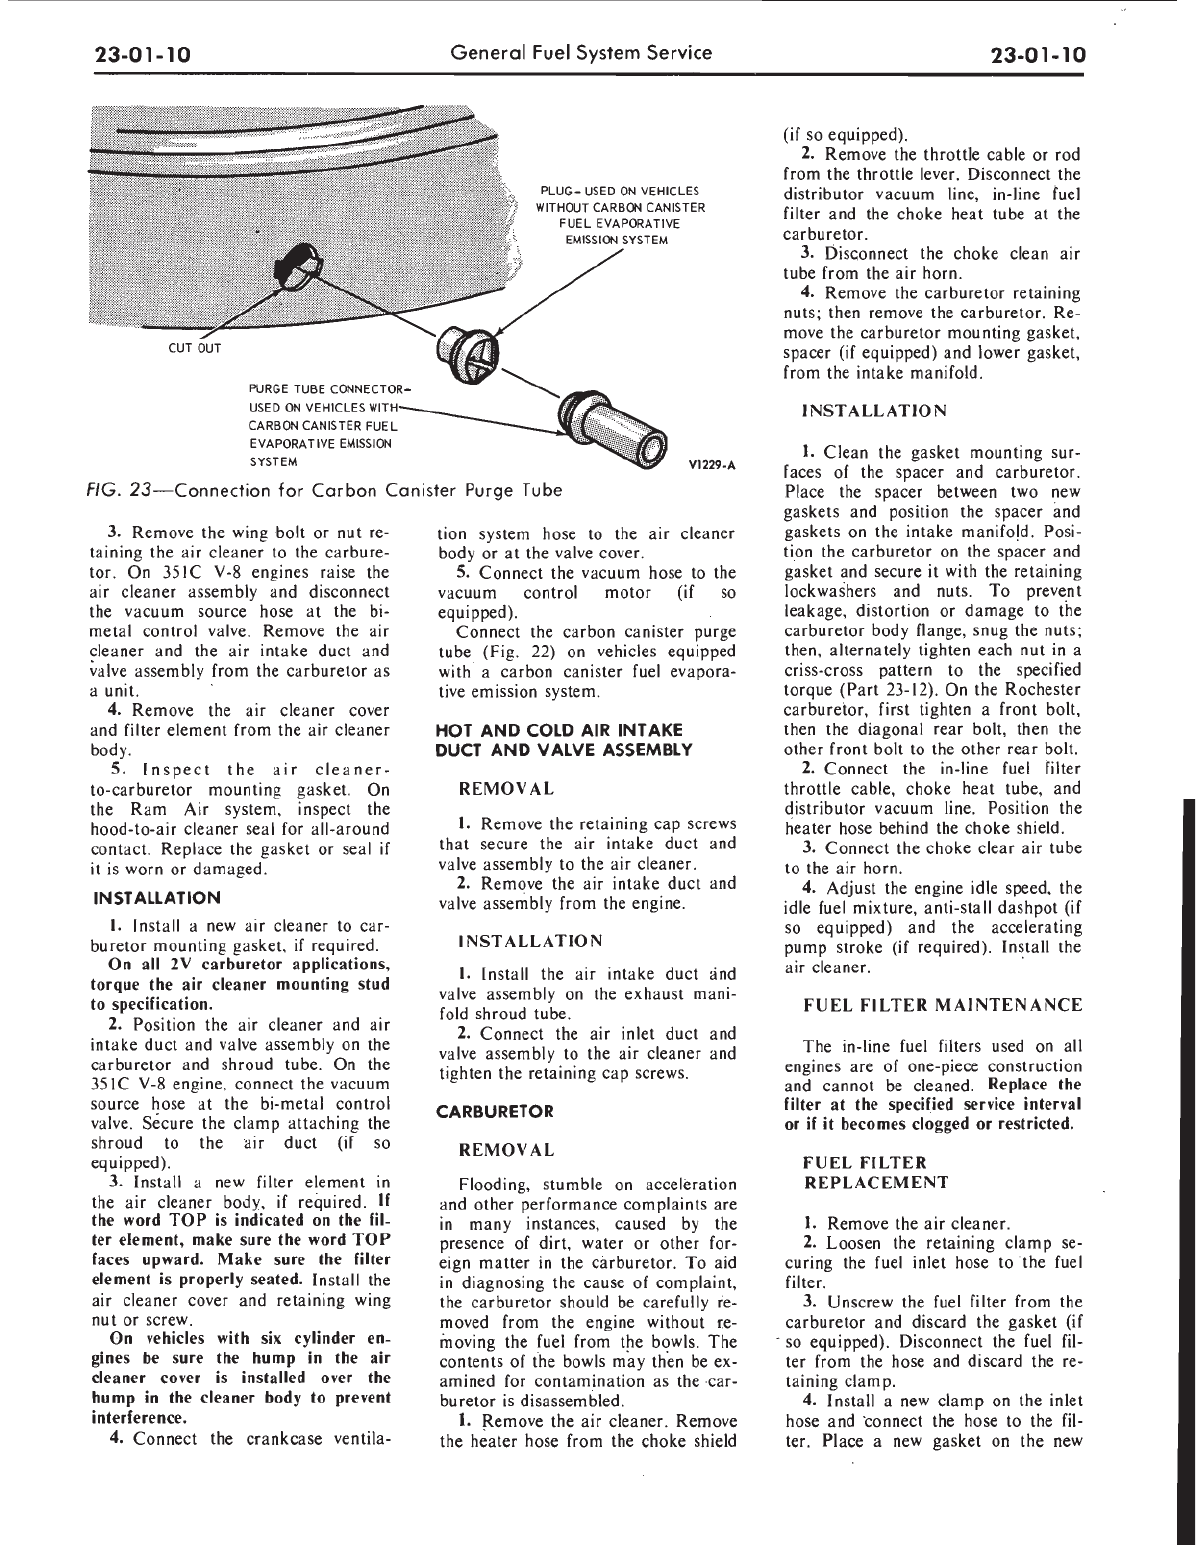 23-01-10
General Fuel System Service
23-01-10
PLUG- USED ON VEHICLES
WITHOUT CARBON CANISTER
FUEL EVAPORATIVE
EMISSION SYSTEM
CUT OUT
PURGE TUBE CONNECTOR-
USED ON VEHICLES WITH
CARBON CANISTER FUEL
EVAPORATIVE EMISSION
SYSTEM
V1229-A
FIG. 23—Connection for Carbon Canister Purge Tube
3. Remove the wing bolt or nut re-
taining the air cleaner to the carbure-
tor. On 351C V-8 engines raise the
air cleaner assembly and disconnect
the vacuum source hose at the bi-
metal control valve. Remove the air
cleaner and the air intake duct and
valve assembly from the carburetor as
a unit.
4. Remove the air cleaner cover
and filter element from the air cleaner
body.
5. Inspect the air cleaner-
to-carburetor mounting gasket. On
the Ram Air system, inspect the
hood-to-air cleaner seal for all-around
contact. Replace the gasket or seal if
it is worn or damaged.
INSTALLATION
1. Install a new air cleaner to car-
buretor mounting gasket, if required.
On all 2V carburetor applications,
torque the air cleaner mounting stud
to specification.
2. Position the air cleaner and air
intake duct and valve assembly on the
carburetor and shroud tube. On the
351C V-8 engine, connect the vacuum
source hose at the bi-metal control
valve. Secure the clamp attaching the
shroud to the air duct (if so
equipped).
3. Install a new filter element in
the air cleaner body, if required. If
the word TOP is indicated on the fil-
ter element, make sure the word TOP
faces upward. Make sure the filter
element is properly seated. Install the
air cleaner cover and retaining wing
nut or screw.
On vehicles with six cylinder en-
gines be sure the hump in the air
cleaner cover is installed over the
hump in the cleaner body to prevent
interference.
4. Connect the crankcase ventila-
tion system hose to the air cleaner
body or at the valve cover.
5. Connect the vacuum hose to the
vacuum control motor (if so
equipped).
Connect the carbon canister purge
tube (Fig. 22) on vehicles equipped
with a carbon canister fuel evapora-
tive emission system.
HOT AND COLD AIR INTAKE
DUCT AND VALVE ASSEMBLY
REMOVAL
1. Remove the retaining cap screws
that secure the air intake duct and
valve assembly to the air cleaner.
2. Remove the air intake duct and
valve assembly from the engine.
INSTALLATION
1. Install the air intake duct and
valve assembly on the exhaust mani-
fold shroud tube.
2. Connect the air inlet duct and
valve assembly to the air cleaner and
tighten the retaining cap screws.
CARBURETOR
REMOVAL
Flooding, stumble on acceleration
and other performance complaints are
in many instances, caused by the
presence of dirt, water or other for-
eign matter in the carburetor. To aid
in diagnosing the cause of complaint,
the carburetor should be carefully re-
moved from the engine without re-
moving the fuel from the bowls. The
contents of the bowls may then be ex-
amined for contamination as the car-
buretor is disassembled.
1. Remove the air cleaner. Remove
the heater hose from the choke shield
(if so equipped).
2. Remove the throttle cable or rod
from the throttle lever. Disconnect the
distributor vacuum line, in-line fuel
filter and the choke heat tube at the
carburetor.
3. Disconnect the choke clean air
tube from the air horn.
4. Remove the carburetor retaining
nuts; then remove the carburetor. Re-
move the carburetor mounting gasket,
spacer (if equipped) and lower gasket,
from the intake manifold.
INSTALLATION
1. Clean the gasket mounting sur-
faces of the spacer and carburetor.
Place the spacer between two new
gaskets and position the spacer and
gaskets on the intake manifold. Posi-
tion the carburetor on the spacer and
gasket and secure it with the retaining
lockwashers and nuts. To prevent
leakage, distortion or damage to the
carburetor body flange, snug the nuts;
then, alternately tighten each nut in a
criss-cross pattern to the specified
torque (Part 23-12). On the Rochester
carburetor, first tighten a front bolt,
then the diagonal rear bolt, then the
other front bolt to the other rear bolt.
2. Connect the in-line fuel filter
throttle cable, choke heat tube, and
distributor vacuum line. Position the
heater hose behind the choke shield.
3. Connect the choke clear air tube
to the air horn.
4. Adjust the engine idle speed, the
idle fuel mixture, anti-stall dashpot (if
so equipped) and the accelerating
pump stroke (if required). Install the
air cleaner.
FUEL FILTER MAINTENANCE
The in-line fuel filters used on all
engines are of one-piece construction
and cannot be cleaned. Replace the
filter at the specified service interval
or if it becomes clogged or restricted.
FUEL FILTER
REPLACEMENT
1. Remove the air cleaner.
2. Loosen the retaining clamp se-
curing the fuel inlet hose to the fuel
filter.
3. Unscrew the fuel filter from the
carburetor and discard the gasket (if
so equipped). Disconnect the fuel fil-
ter from the hose and discard the re-
taining clamp.
4. Install a new clamp on the inlet
hose and connect the hose to the fil-
ter. Place a new gasket on the new